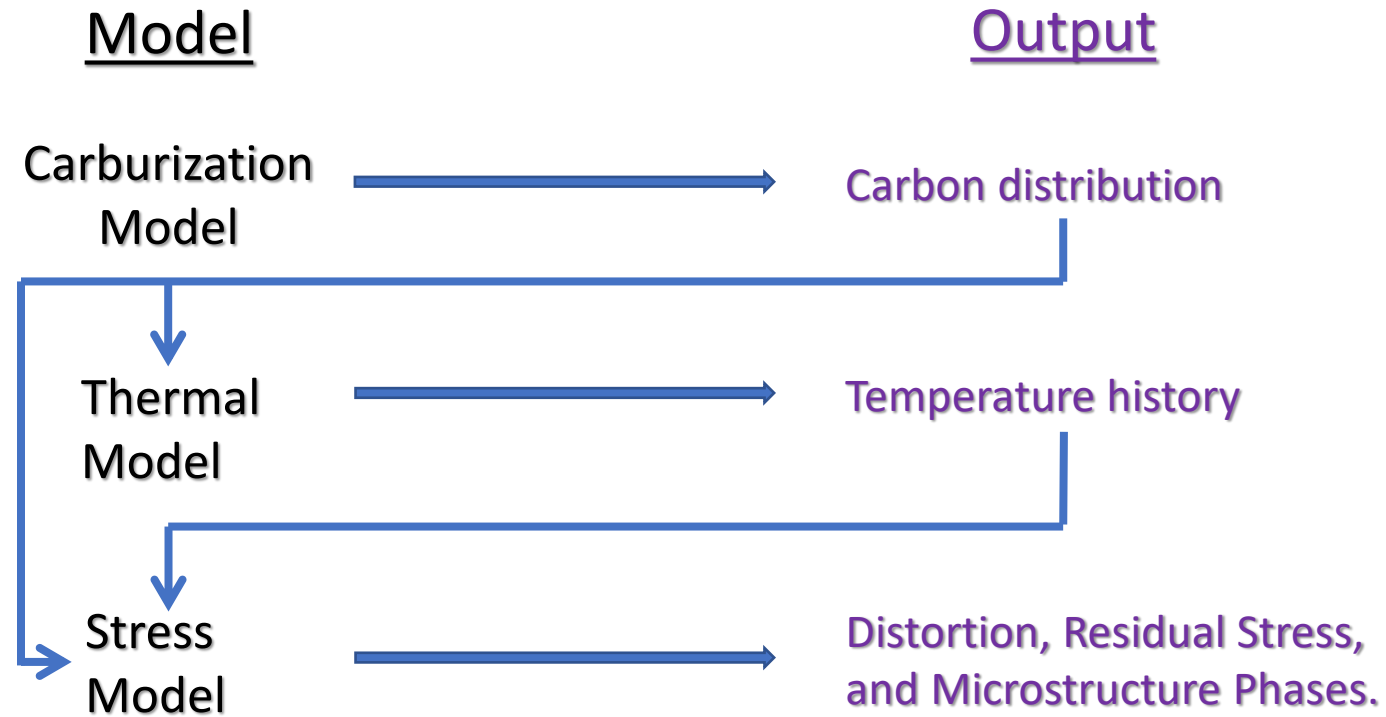 Model
Output
Carburization
Model
Carbon distribution
Thermal
Model
Temperature history
Stress
Model
Distortion, Residual Stress,
and Microstructure Phases.